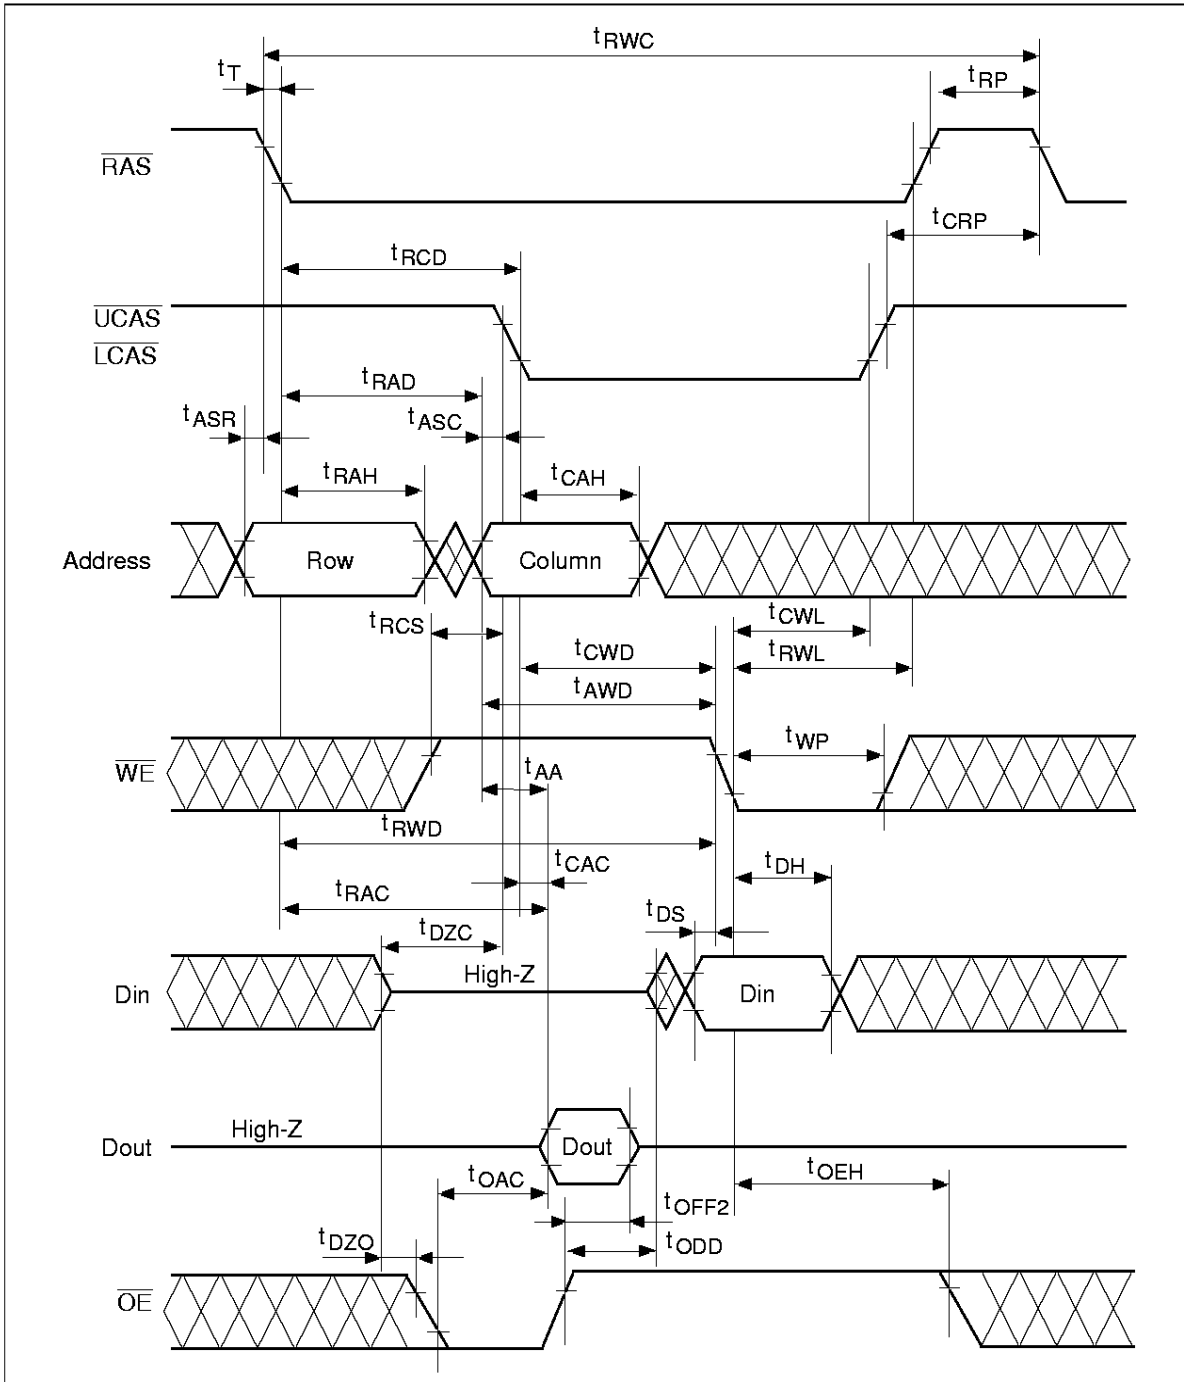 tRWC
tT
tRP
RAS
tCRP
tRCD
UCAS
LCAS
tRAD
tASR
tASC
tRAH
tCAH
Address
Row
Column
tRCS
tCWL
tCWD
tRWL
tAWD
tWP
WE
tAA
tRWD
tCAC
tDH
tRAC
tDS
tDZC
High-Z
Din
Din
High-Z
Dout
Dout
tOAC
tOEH
tOFF2
tDZO
tODD
OE